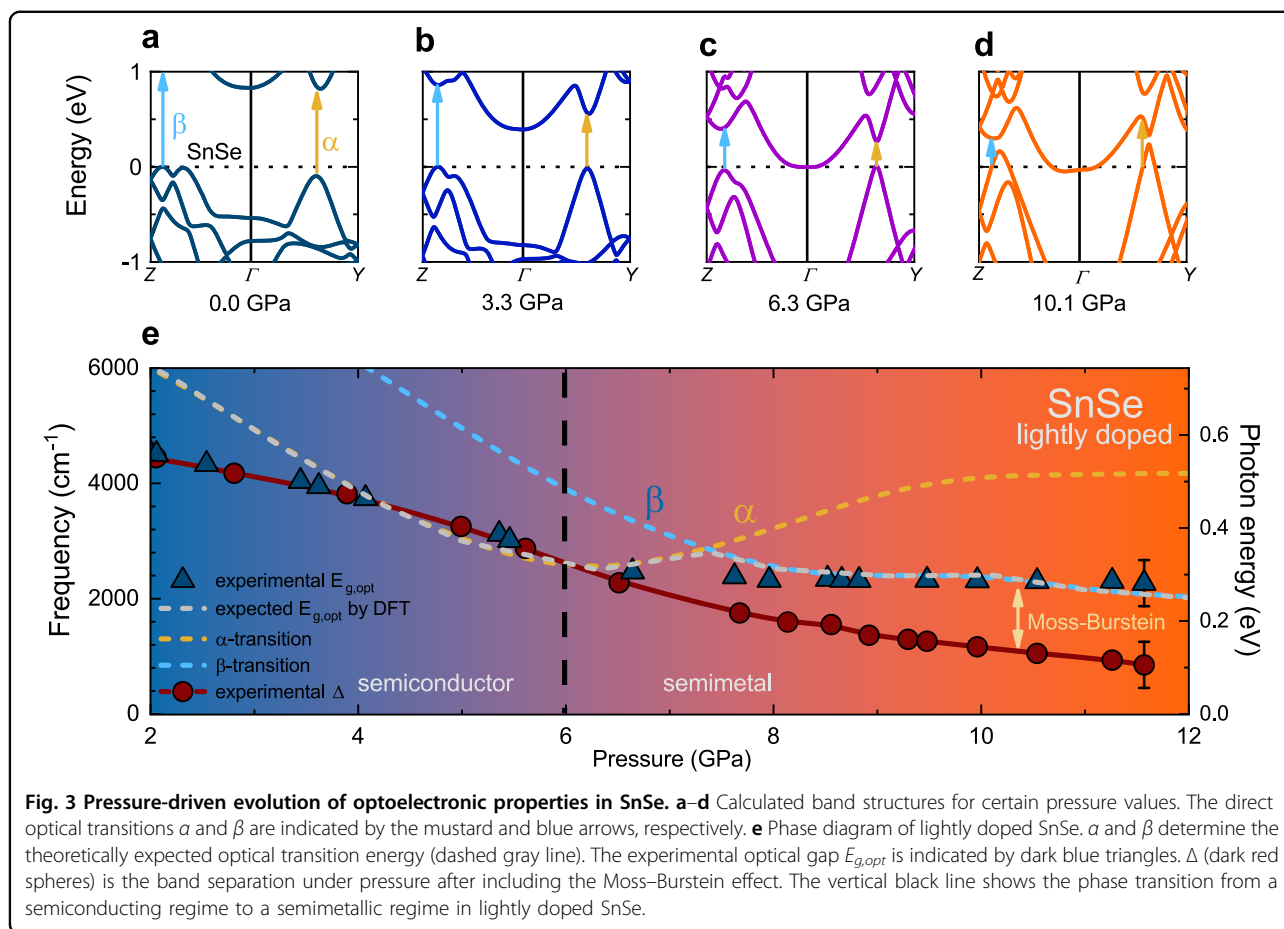 a
b
c
d
1
0
-1
Energy (eV)
β
SnSe
α
Z Γ Y
Z Γ Y
Z Γ Y
Z Γ Y
0.0 GPa
3.3 GPa
6.3 GPa
10.1 GPa
e
6000
4000
2000
0
Frequency (cm⁻¹)
SnSe
lightly doped
0.6
0.4
0.2
0.0
Photon energy (eV)
β
α
experimental E_g,opt
expected E_g,opt by DFT
α-transition
β-transition
experimental Δ
Moss-Burstein
semiconductor
semimetal
2 4 6 8 10 12
Pressure (GPa)
Fig. 3 Pressure-driven evolution of optoelectronic properties in SnSe. a–d Calculated band structures for certain pressure values. The direct
optical transitions α and β are indicated by the mustard and blue arrows, respectively. e Phase diagram of lightly doped SnSe. α and β determine the
theoretically expected optical transition energy (dashed gray line). The experimental optical gap E_g,opt is indicated by dark blue triangles. Δ (dark red
spheres) is the band separation under pressure after including the Moss–Burstein effect. The vertical black line shows the phase transition from a
semiconducting regime to a semimetallic regime in lightly doped SnSe.